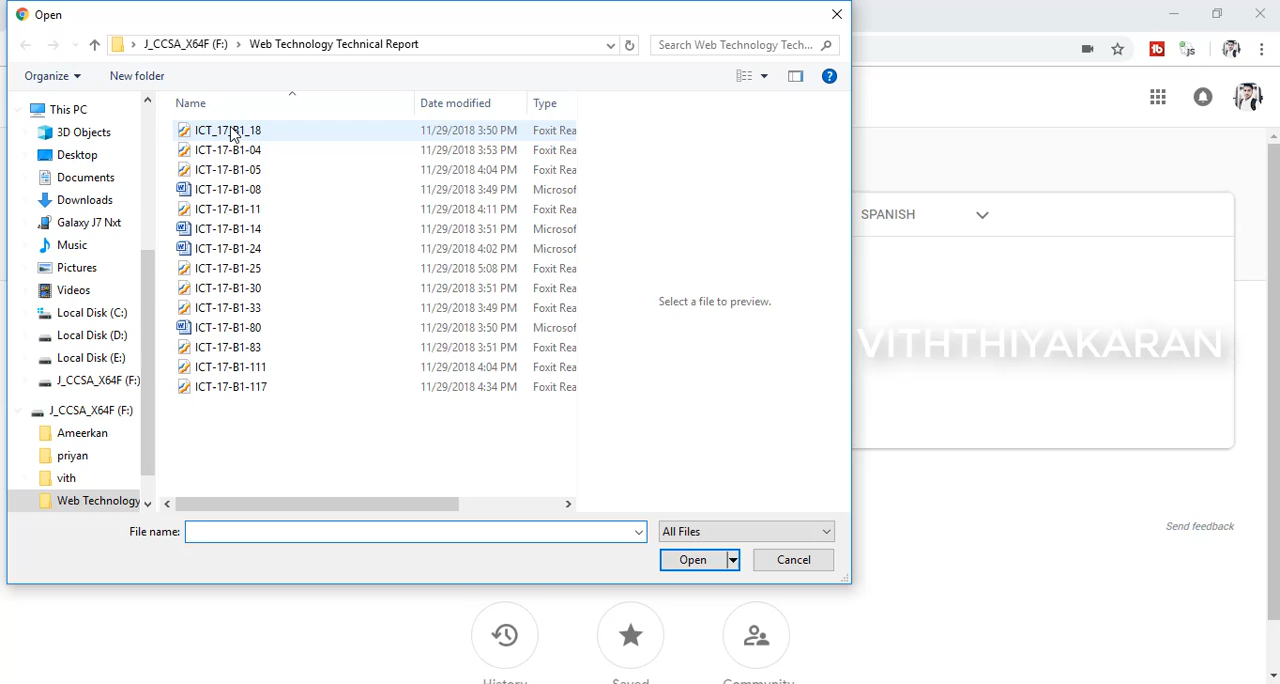 Open
J_CCSA_X64F (F:) › Web Technology Technical Report
Search Web Technology Tech...
Organize
New folder
Name
Date modified
Type
This PC
3D Objects
Desktop
Documents
Downloads
Galaxy J7 Nxt
Music
Pictures
Videos
Local Disk (C:)
Local Disk (D:)
Local Disk (E:)
J_CCSA_X64F (F:)
J_CCSA_X64F (F:)
Ameerkan
priyan
vith
Web Technology
ICT_17_B1_18 11/29/2018 3:50 PM Foxit Rea
ICT-17-B1-04 11/29/2018 3:53 PM Foxit Rea
ICT-17-B1-05 11/29/2018 4:04 PM Foxit Rea
ICT-17-B1-08 11/29/2018 3:49 PM Microsof
ICT-17-B1-11 11/29/2018 4:11 PM Foxit Rea
ICT-17-B1-14 11/29/2018 3:51 PM Microsof
ICT-17-B1-24 11/29/2018 4:02 PM Microsof
ICT-17-B1-25 11/29/2018 5:08 PM Foxit Rea
ICT-17-B1-30 11/29/2018 3:51 PM Foxit Rea
ICT-17-B1-33 11/29/2018 3:49 PM Foxit Rea
ICT-17-B1-80 11/29/2018 3:50 PM Microsof
ICT-17-B1-83 11/29/2018 3:51 PM Foxit Rea
ICT-17-B1-111 11/29/2018 4:04 PM Foxit Rea
ICT-17-B1-117 11/29/2018 4:34 PM Foxit Rea
Select a file to preview.
File name:
All Files
Open
Cancel
SPANISH
VITHTHIYAKARAN
Send feedback
History
Saved
Community